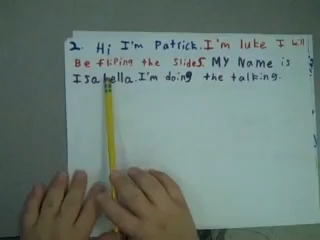 2. Hi I'm Patrick. I'm luke I will
Be fliping the slides. MY Name is
Isabella. I'm doing the talking.